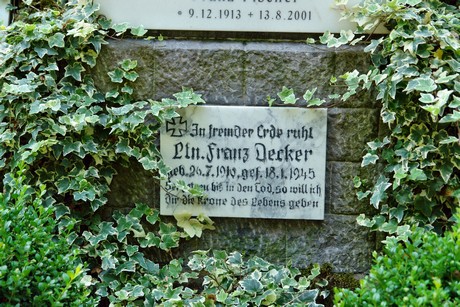 * 9.12.1913 + 13.8.2001
In fremder Erde ruht
Ltn. Franz Decker
geb. 26.7.1910, gef. 18.1.1945
bis in den Tod, so will ich
dir die Krone des Lebens geben